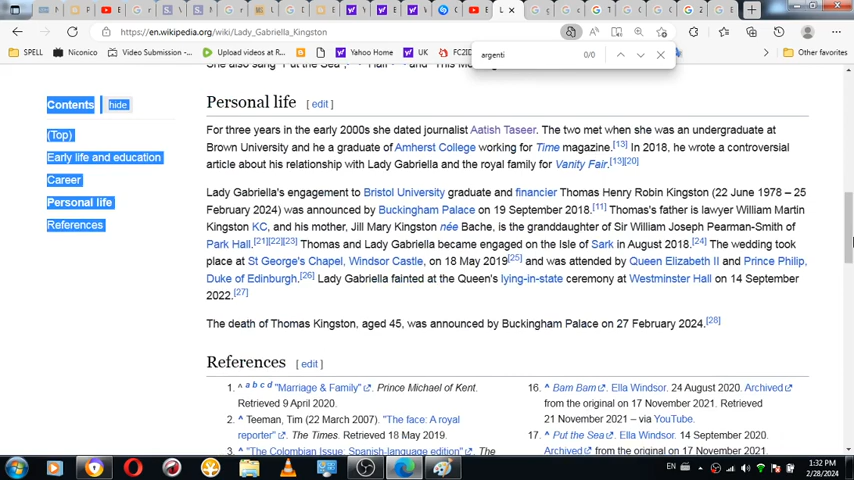 https://en.wikipedia.org/wiki/Lady_Gabriella_Kingston
SPELL
Niconico
Video Submission -...
Upload videos at R...
Yahoo Home
UK
FC2ID
Other favorites
argenti
0/0
She also sang "Put the Sea",
Contents
hide
(Top)
Early life and education
Career
Personal life
References
Personal life [ edit ]
For three years in the early 2000s she dated journalist Aatish Taseer. The two met when she was an undergraduate at
Brown University and he a graduate of Amherst College working for Time magazine.[13] In 2018, he wrote a controversial
article about his relationship with Lady Gabriella and the royal family for Vanity Fair.[13][20]
Lady Gabriella's engagement to Bristol University graduate and financier Thomas Henry Robin Kingston (22 June 1978 – 25
February 2024) was announced by Buckingham Palace on 19 September 2018.[11] Thomas's father is lawyer William Martin
Kingston KC, and his mother, Jill Mary Kingston née Bache, is the granddaughter of Sir William Joseph Pearman-Smith of
Park Hall.[21][22][23] Thomas and Lady Gabriella became engaged on the Isle of Sark in August 2018.[24] The wedding took
place at St George's Chapel, Windsor Castle, on 18 May 2019[25] and was attended by Queen Elizabeth II and Prince Philip,
Duke of Edinburgh.[26] Lady Gabriella fainted at the Queen's lying-in-state ceremony at Westminster Hall on 14 September
2022.[27]
The death of Thomas Kingston, aged 45, was announced by Buckingham Palace on 27 February 2024.[28]
References [ edit ]
1. ^ a b c d "Marriage & Family". Prince Michael of Kent.
Retrieved 9 April 2020.
2. ^ Teeman, Tim (22 March 2007). "The face: A royal
reporter". The Times. Retrieved 18 May 2019.
3. ^ "The Colombian Issue: Spanish-language edition". The
16. ^ Bam Bam. Ella Windsor. 24 August 2020. Archived
from the original on 17 November 2021. Retrieved
21 November 2021 – via YouTube.
17. ^ Put the Sea. Ella Windsor. 14 September 2020.
Archived from the original on 17 November 2021.
EN
1:32 PM
2/28/2024